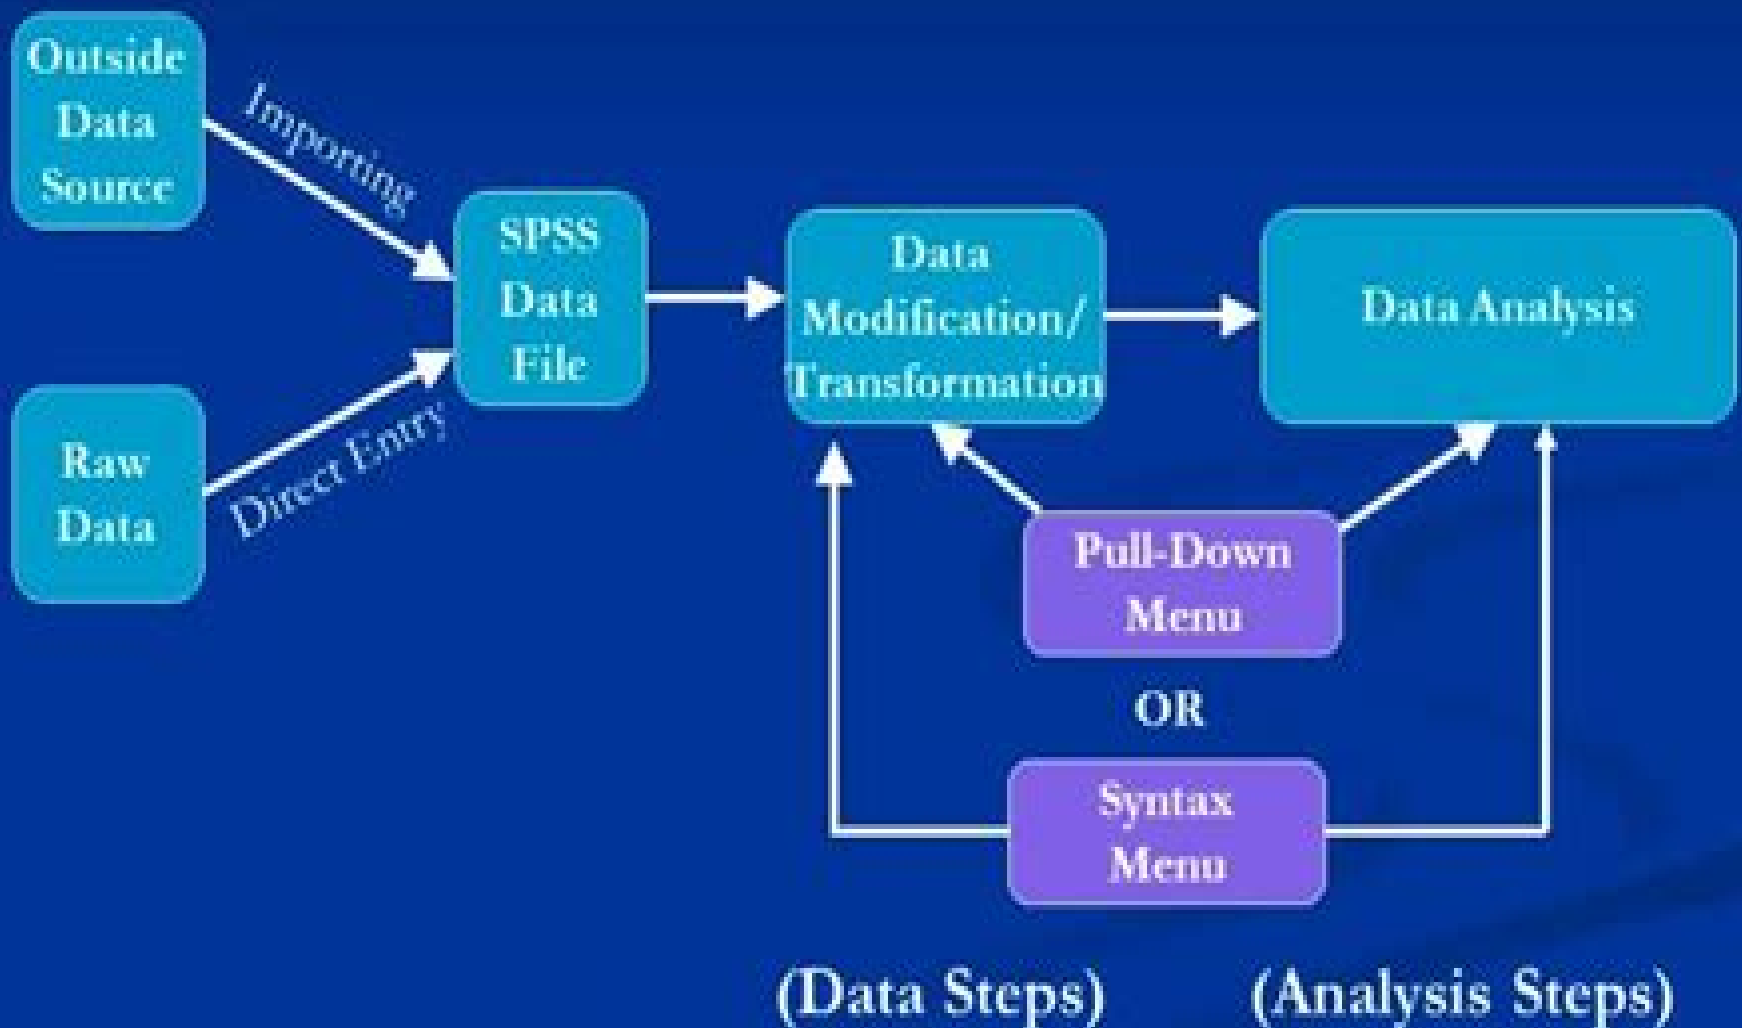 Outside
Data
Source
Importing
Raw
Data
Direct Entry
SPSS
Data
File
Data
Modification/
Transformation
Data Analysis
Pull-Down
Menu
OR
Syntax
Menu
(Data Steps)
(Analysis Steps)